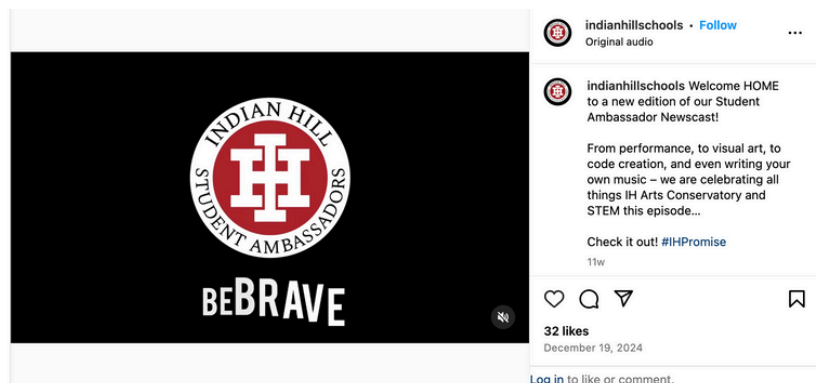 INDIAN HILL
STUDENT AMBASSADORS
IH
BEBRAVE
indianhillschools • Follow
Original audio
indianhillschools Welcome HOME
to a new edition of our Student
Ambassador Newscast!
From performance, to visual art, to
code creation, and even writing your
own music – we are celebrating all
things IH Arts Conservatory and
STEM this episode...
Check it out! #IHPromise
11w
32 likes
December 19, 2024
Log in to like or comment.